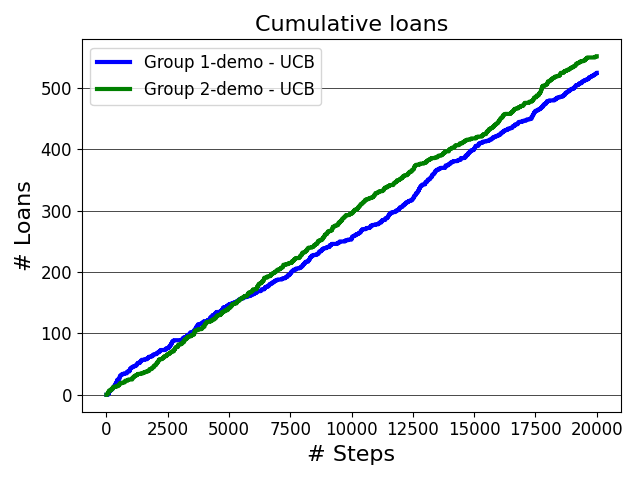 Cumulative loans
Group 1-demo - UCB
Group 2-demo - UCB
# Loans
500
400
300
200
100
0
0 2500 5000 7500 10000 12500 15000 17500 20000
# Steps